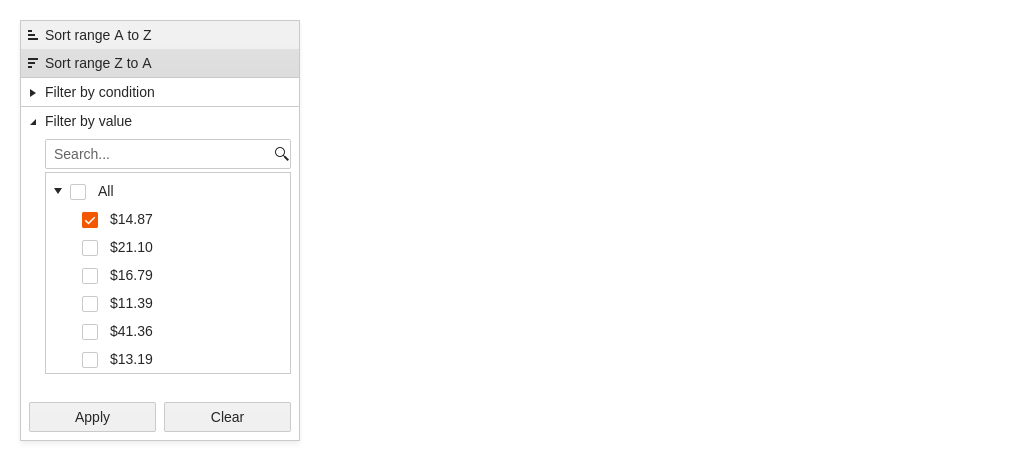 Sort range A to Z
Sort range Z to A
Filter by condition
Filter by value
Search...
All
$14.87
$21.10
$16.79
$11.39
$41.36
$13.19
Apply Clear